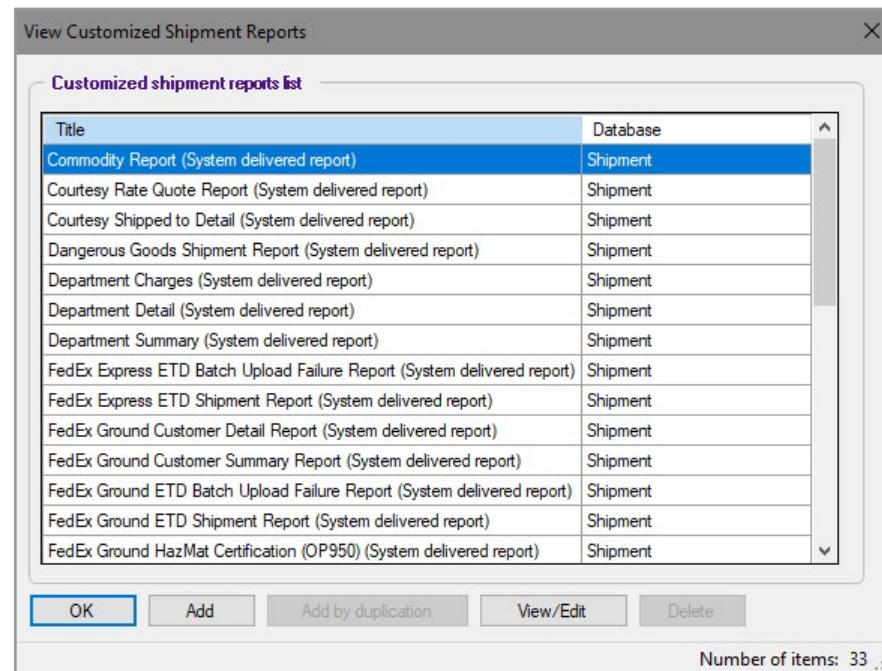 View Customized Shipment Reports
Customized shipment reports list
Title Database
Commodity Report (System delivered report) Shipment
Courtesy Rate Quote Report (System delivered report) Shipment
Courtesy Shipped to Detail (System delivered report) Shipment
Dangerous Goods Shipment Report (System delivered report) Shipment
Department Charges (System delivered report) Shipment
Department Detail (System delivered report) Shipment
Department Summary (System delivered report) Shipment
FedEx Express ETD Batch Upload Failure Report (System delivered report) Shipment
FedEx Express ETD Shipment Report (System delivered report) Shipment
FedEx Ground Customer Detail Report (System delivered report) Shipment
FedEx Ground Customer Summary Report (System delivered report) Shipment
FedEx Ground ETD Batch Upload Failure Report (System delivered report) Shipment
FedEx Ground ETD Shipment Report (System delivered report) Shipment
FedEx Ground HazMat Certification (OP950) (System delivered report) Shipment
OK Add Add by duplication View/Edit Delete
Number of items: 33